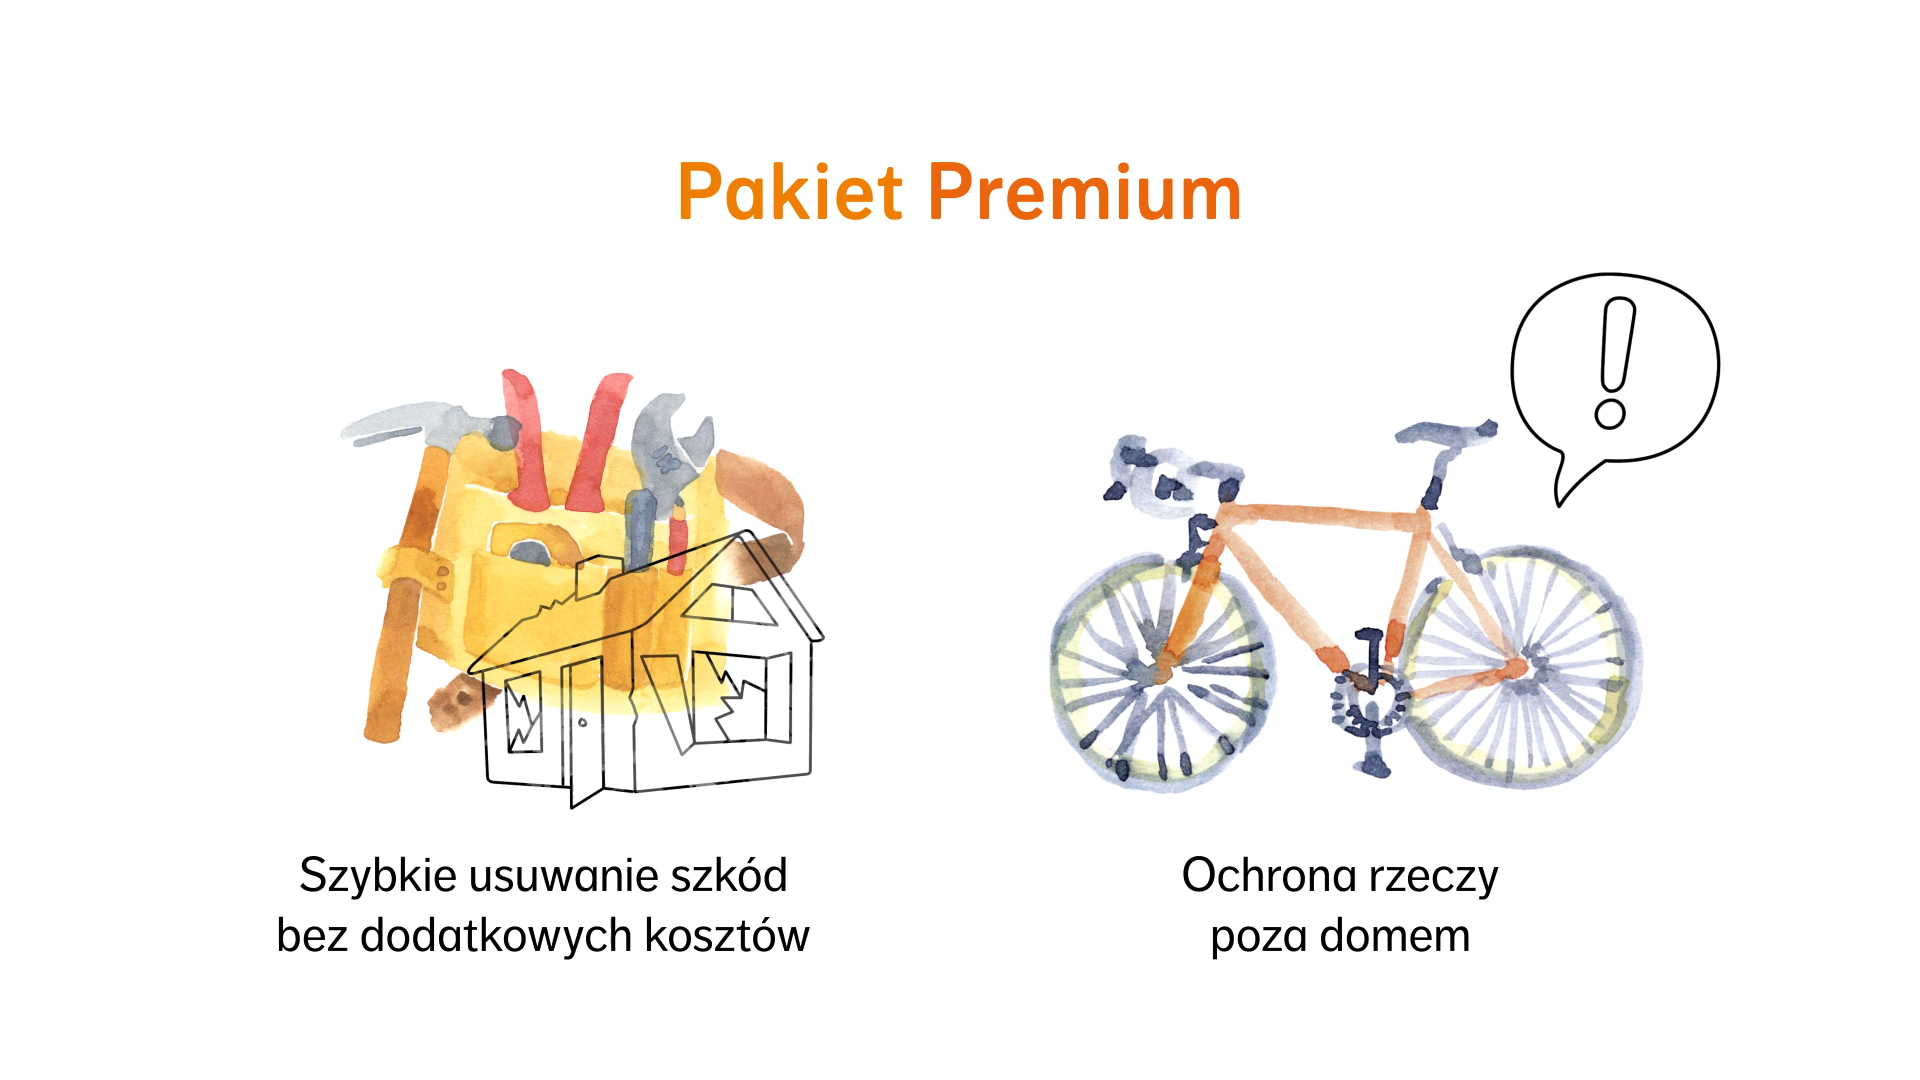 Pakiet Premium
Szybkie usuwanie szkód
bez dodatkowych kosztów
Ochrona rzeczy
poza domem